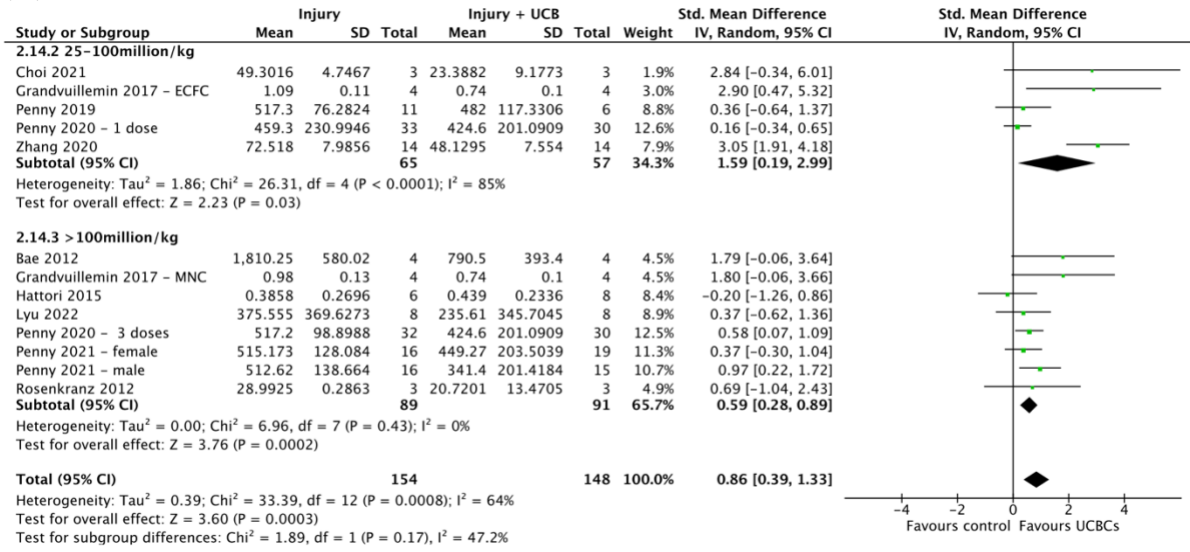 Injury Injury + UCB Std. Mean Difference Std. Mean Difference
Study or Subgroup Mean SD Total Mean SD Total Weight IV, Random, 95% CI IV, Random, 95% CI
2.14.2 25-100million/kg
Choi 2021 49.3016 4.7467 3 23.3882 9.1773 3 1.9% 2.84 [-0.34, 6.01]
Grandvuillemin 2017 - ECFC 1.09 0.11 4 0.74 0.1 4 3.0% 2.90 [0.47, 5.32]
Penny 2019 517.3 76.2824 11 482 117.3306 6 8.8% 0.36 [-0.64, 1.37]
Penny 2020 - 1 dose 459.3 230.9946 33 424.6 201.0909 30 12.6% 0.16 [-0.34, 0.65]
Zhang 2020 72.518 7.9856 14 48.1295 7.554 14 7.9% 3.05 [1.91, 4.18]
Subtotal (95% CI) 65 57 34.3% 1.59 [0.19, 2.99]
Heterogeneity: Tau² = 1.86; Chi² = 26.31, df = 4 (P < 0.0001); I² = 85%
Test for overall effect: Z = 2.23 (P = 0.03)
2.14.3 >100million/kg
Bae 2012 1,810.25 580.02 4 790.5 393.4 4 4.5% 1.79 [-0.06, 3.64]
Grandvuillemin 2017 - MNC 0.98 0.13 4 0.74 0.1 4 4.5% 1.80 [-0.06, 3.66]
Hattori 2015 0.3858 0.2696 6 0.439 0.2336 8 8.4% -0.20 [-1.26, 0.86]
Lyu 2022 375.555 369.6273 8 235.61 345.7045 8 8.9% 0.37 [-0.62, 1.36]
Penny 2020 - 3 doses 517.2 98.8988 32 424.6 201.0909 30 12.5% 0.58 [0.07, 1.09]
Penny 2021 - female 515.173 128.084 16 449.27 203.5039 19 11.3% 0.37 [-0.30, 1.04]
Penny 2021 - male 512.62 138.664 16 341.4 201.4184 15 10.7% 0.97 [0.22, 1.72]
Rosenkranz 2012 28.9925 0.2863 3 20.7201 13.4705 3 4.9% 0.69 [-1.04, 2.43]
Subtotal (95% CI) 89 91 65.7% 0.59 [0.28, 0.89]
Heterogeneity: Tau² = 0.00; Chi² = 6.96, df = 7 (P = 0.43); I² = 0%
Test for overall effect: Z = 3.76 (P = 0.0002)
Total (95% CI) 154 148 100.0% 0.86 [0.39, 1.33]
Heterogeneity: Tau² = 0.39; Chi² = 33.39, df = 12 (P = 0.0008); I² = 64%
Test for overall effect: Z = 3.60 (P = 0.0003)
Test for subgroup differences: Chi² = 1.89, df = 1 (P = 0.17), I² = 47.2%
-4 -2 0 2 4
Favours control Favours UCBCs